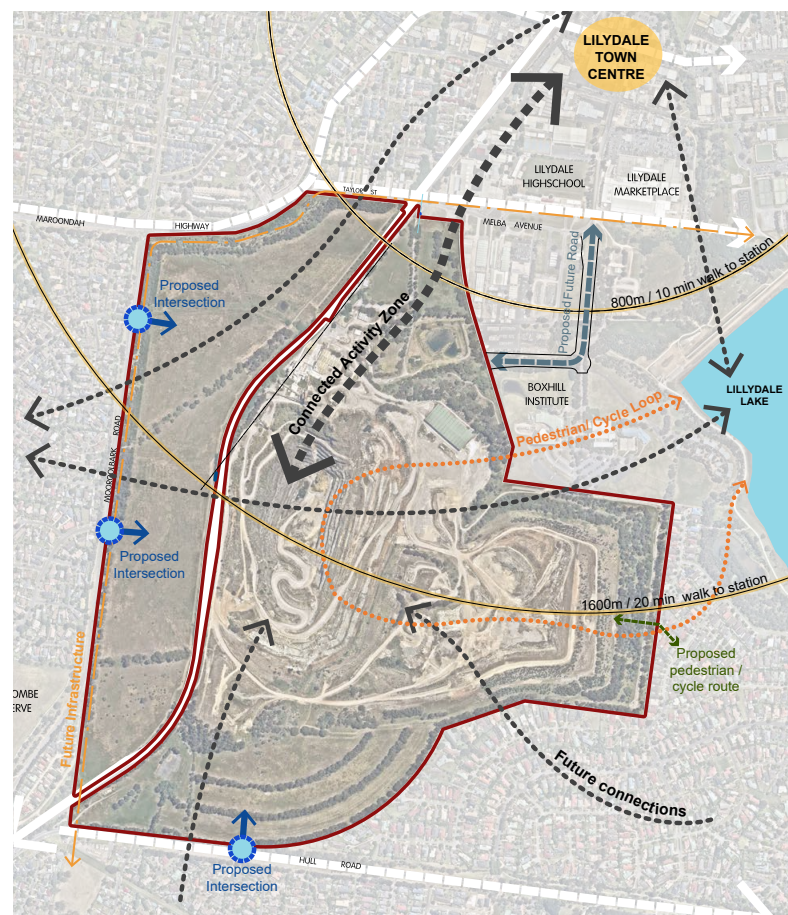 LILYDALE
TOWN
CENTRE
LILYDALE
HIGHSCHOOL
LILYDALE
MARKETPLACE
TAYLOR ST
MAROONDAH
HIGHWAY
MELBA AVENUE
Proposed
Intersection
Proposed Future Road
800m / 10 min walk to station
Connected Activity Zone
BOXHILL
INSTITUTE
LILLYDALE
LAKE
Pedestrian/ Cycle Loop
MOOROOLBARK ROAD
Proposed
Intersection
1600m / 20 min walk to station
Proposed
pedestrian /
cycle route
Future Infrastructure
OMBE
ERVE
Future connections
HULL ROAD
Proposed
Intersection